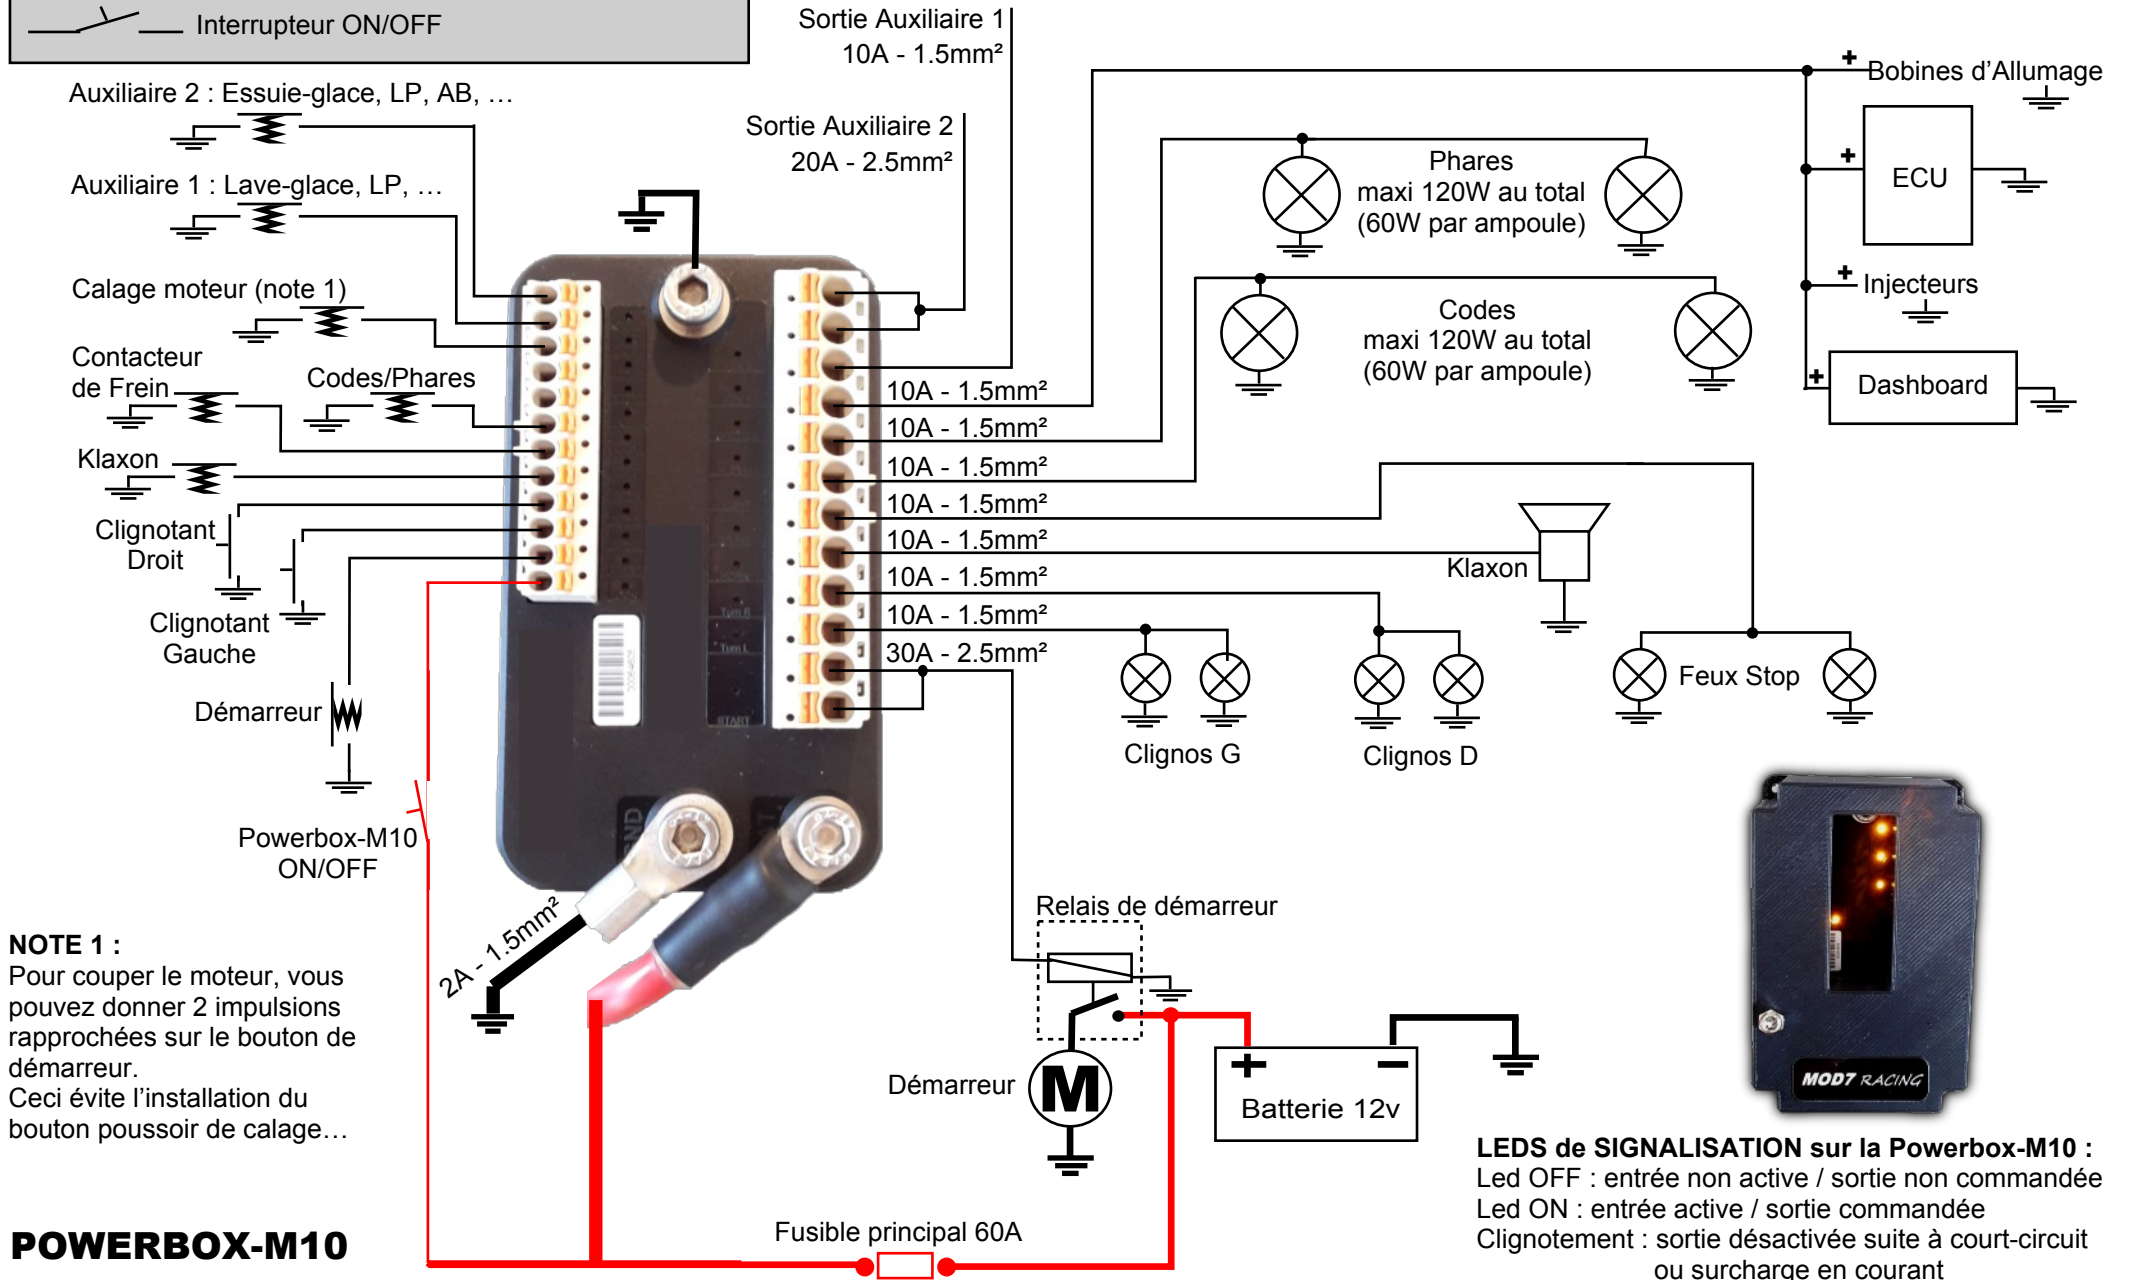 Interrupteur ON/OFF
Sortie Auxiliaire 1
10A - 1.5mm²
Auxiliaire 2 : Essuie-glace, LP, AB, …
Sortie Auxiliaire 2
20A - 2.5mm²
Auxiliaire 1 : Lave-glace, LP, …
Calage moteur (note 1)
Contacteur
de Frein
Codes/Phares
Klaxon
Clignotant
Droit
Clignotant
Gauche
Démarreur
Powerbox-M10
ON/OFF
Bobines d’Allumage
+
ECU
+
Injecteurs
+
Dashboard
+
Phares
maxi 120W au total
(60W par ampoule)
Codes
maxi 120W au total
(60W par ampoule)
10A - 1.5mm²
10A - 1.5mm²
10A - 1.5mm²
10A - 1.5mm²
10A - 1.5mm²
10A - 1.5mm²
10A - 1.5mm²
30A - 2.5mm²
Turn R
Turn L
START
GND
Klaxon
Feux Stop
Clignos G
Clignos D
2A - 1.5mm²
Relais de démarreur
Démarreur
M
+ −
Batterie 12v
Fusible principal 60A
NOTE 1 :
Pour couper le moteur, vous
pouvez donner 2 impulsions
rapprochées sur le bouton de
démarreur.
Ceci évite l’installation du
bouton poussoir de calage…
POWERBOX-M10
MOD7 RACING
LEDS de SIGNALISATION sur la Powerbox-M10 :
Led OFF : entrée non active / sortie non commandée
Led ON : entrée active / sortie commandée
Clignotement : sortie désactivée suite à court-circuit
ou surcharge en courant